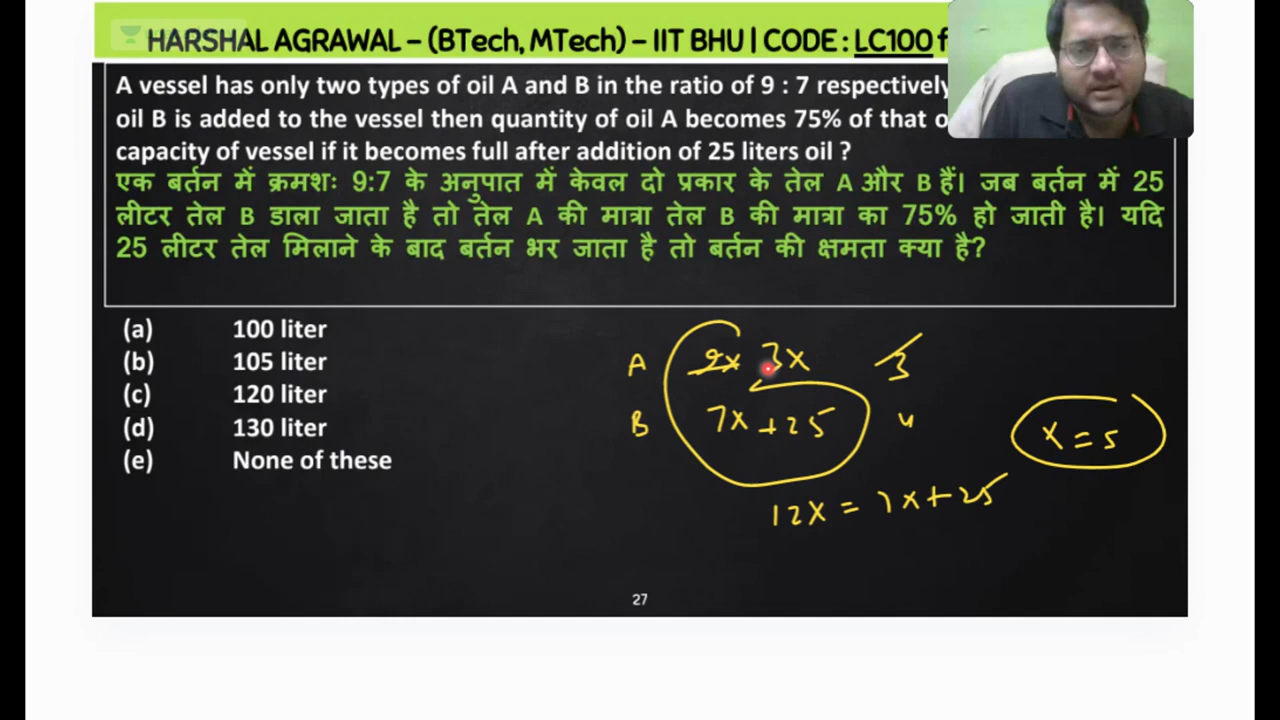 HARSHAL AGRAWAL – (BTech, MTech) – IIT BHU | CODE : LC100 f
A vessel has only two types of oil A and B in the ratio of 9 : 7 respectively
oil B is added to the vessel then quantity of oil A becomes 75% of that o
capacity of vessel if it becomes full after addition of 25 liters oil ?
एक बर्तन में क्रमशः 9:7 के अनुपात में केवल दो प्रकार के तेल A और B हैं। जब बर्तन में 25
लीटर तेल B डाला जाता है तो तेल A की मात्रा तेल B की मात्रा का 75% हो जाती है। यदि
25 लीटर तेल मिलाने के बाद बर्तन भर जाता है तो बर्तन की क्षमता क्या है?
(a) 100 liter
(b) 105 liter
(c) 120 liter
(d) 130 liter
(e) None of these
A 9x 3x 3
B 7x + 25 4
x = 5
12x = 7x + 25
27